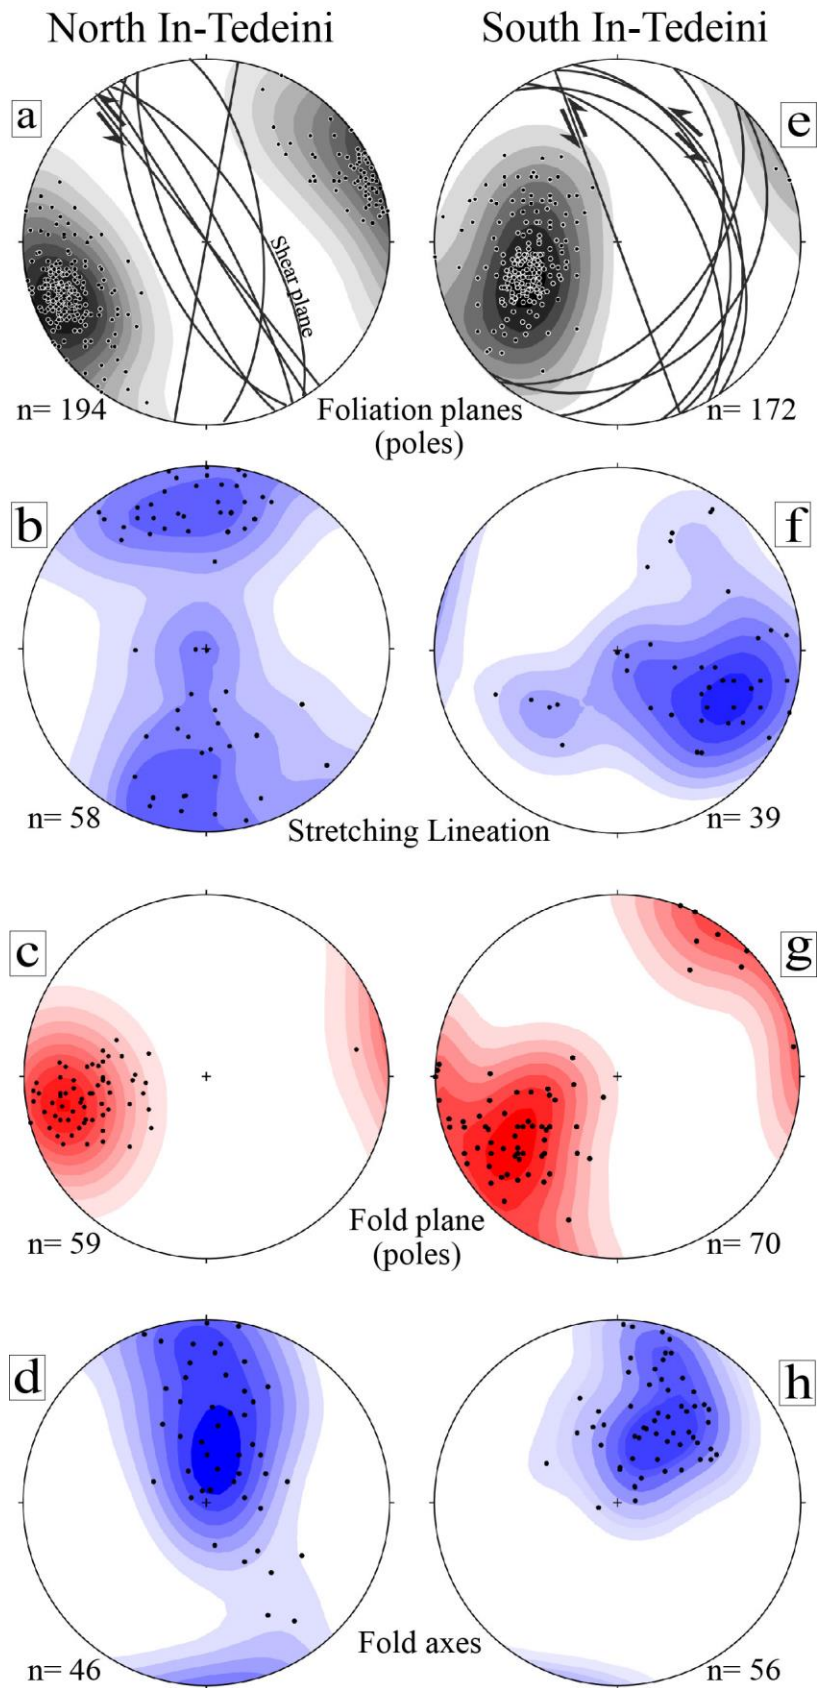 North In-Tedeini
South In-Tedeini
a
e
Shear plane
n= 194
Foliation planes
(poles)
n= 172
b
f
n= 58
Stretching Lineation
n= 39
c
g
n= 59
Fold plane
(poles)
n= 70
d
h
n= 46
Fold axes
n= 56